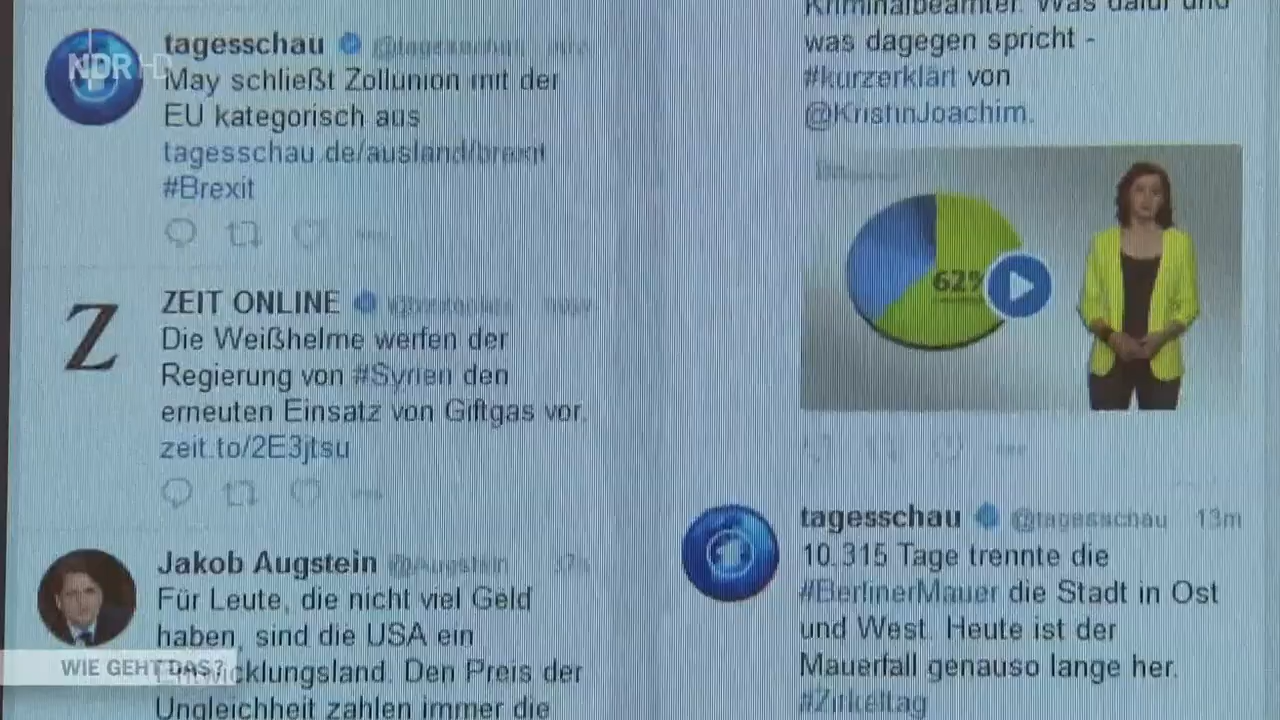 NDR HD
tagesschau
May schließt Zollunion mit der
EU kategorisch aus
tagesschau.de/ausland/brexit
#Brexit
ZEIT ONLINE
Die Weißhelme werfen der
Regierung von #Syrien den
erneuten Einsatz von Giftgas vor.
zeit.to/2E3jtsu
Jakob Augstein @Augstein
Für Leute, die nicht viel Geld
haben, sind die USA ein
Entwicklungsland. Den Preis der
Ungleichheit zahlen immer die
WIE GEHT DAS?
Kriminalbeamter. Was dafür und
was dagegen spricht -
#kurzerklärt von
@KristinJoachim.
62%
tagesschau @tagesschau 13m
10.315 Tage trennte die
#BerlinerMauer die Stadt in Ost
und West. Heute ist der
Mauerfall genauso lange her.
#Zirkeltag